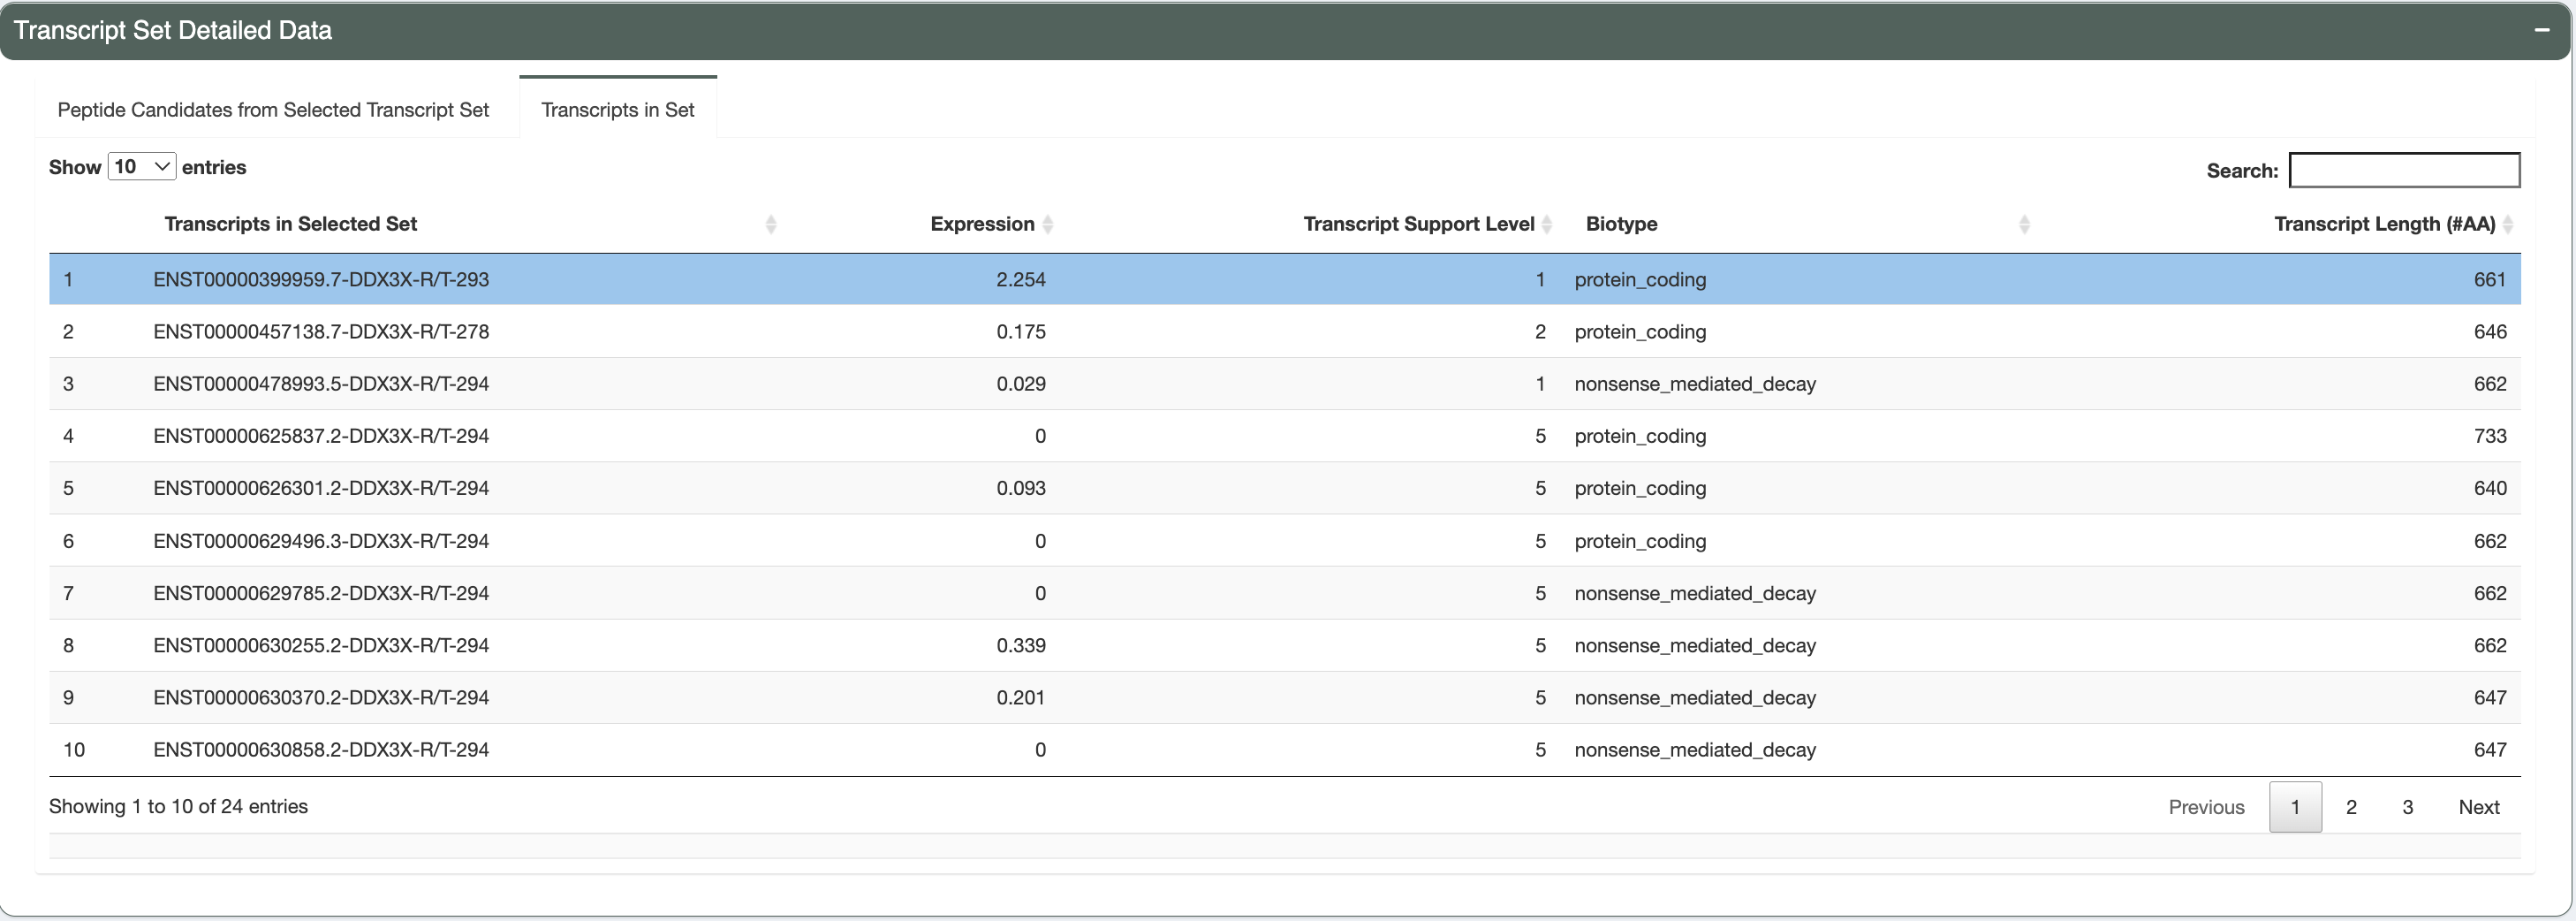 Transcript Set Detailed Data
Peptide Candidates from Selected Transcript Set Transcripts in Set
Show 10 entries Search:
Transcripts in Selected Set Expression Transcript Support Level Biotype Transcript Length (#AA)
1 ENST00000399959.7-DDX3X-R/T-293 2.254 1 protein_coding 661
2 ENST00000457138.7-DDX3X-R/T-278 0.175 2 protein_coding 646
3 ENST00000478993.5-DDX3X-R/T-294 0.029 1 nonsense_mediated_decay 662
4 ENST00000625837.2-DDX3X-R/T-294 0 5 protein_coding 733
5 ENST00000626301.2-DDX3X-R/T-294 0.093 5 protein_coding 640
6 ENST00000629496.3-DDX3X-R/T-294 0 5 protein_coding 662
7 ENST00000629785.2-DDX3X-R/T-294 0 5 nonsense_mediated_decay 662
8 ENST00000630255.2-DDX3X-R/T-294 0.339 5 nonsense_mediated_decay 662
9 ENST00000630370.2-DDX3X-R/T-294 0.201 5 nonsense_mediated_decay 647
10 ENST00000630858.2-DDX3X-R/T-294 0 5 nonsense_mediated_decay 647
Showing 1 to 10 of 24 entries Previous 1 2 3 Next